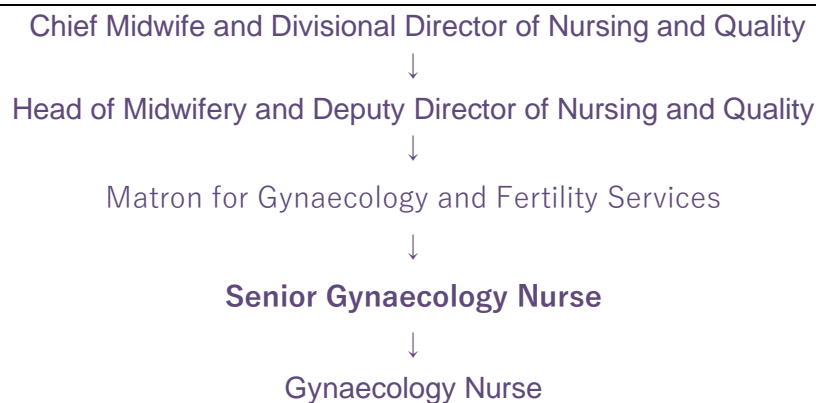 Chief Midwife and Divisional Director of Nursing and Quality
↓
Head of Midwifery and Deputy Director of Nursing and Quality
↓
Matron for Gynaecology and Fertility Services
↓
Senior Gynaecology Nurse
↓
Gynaecology Nurse